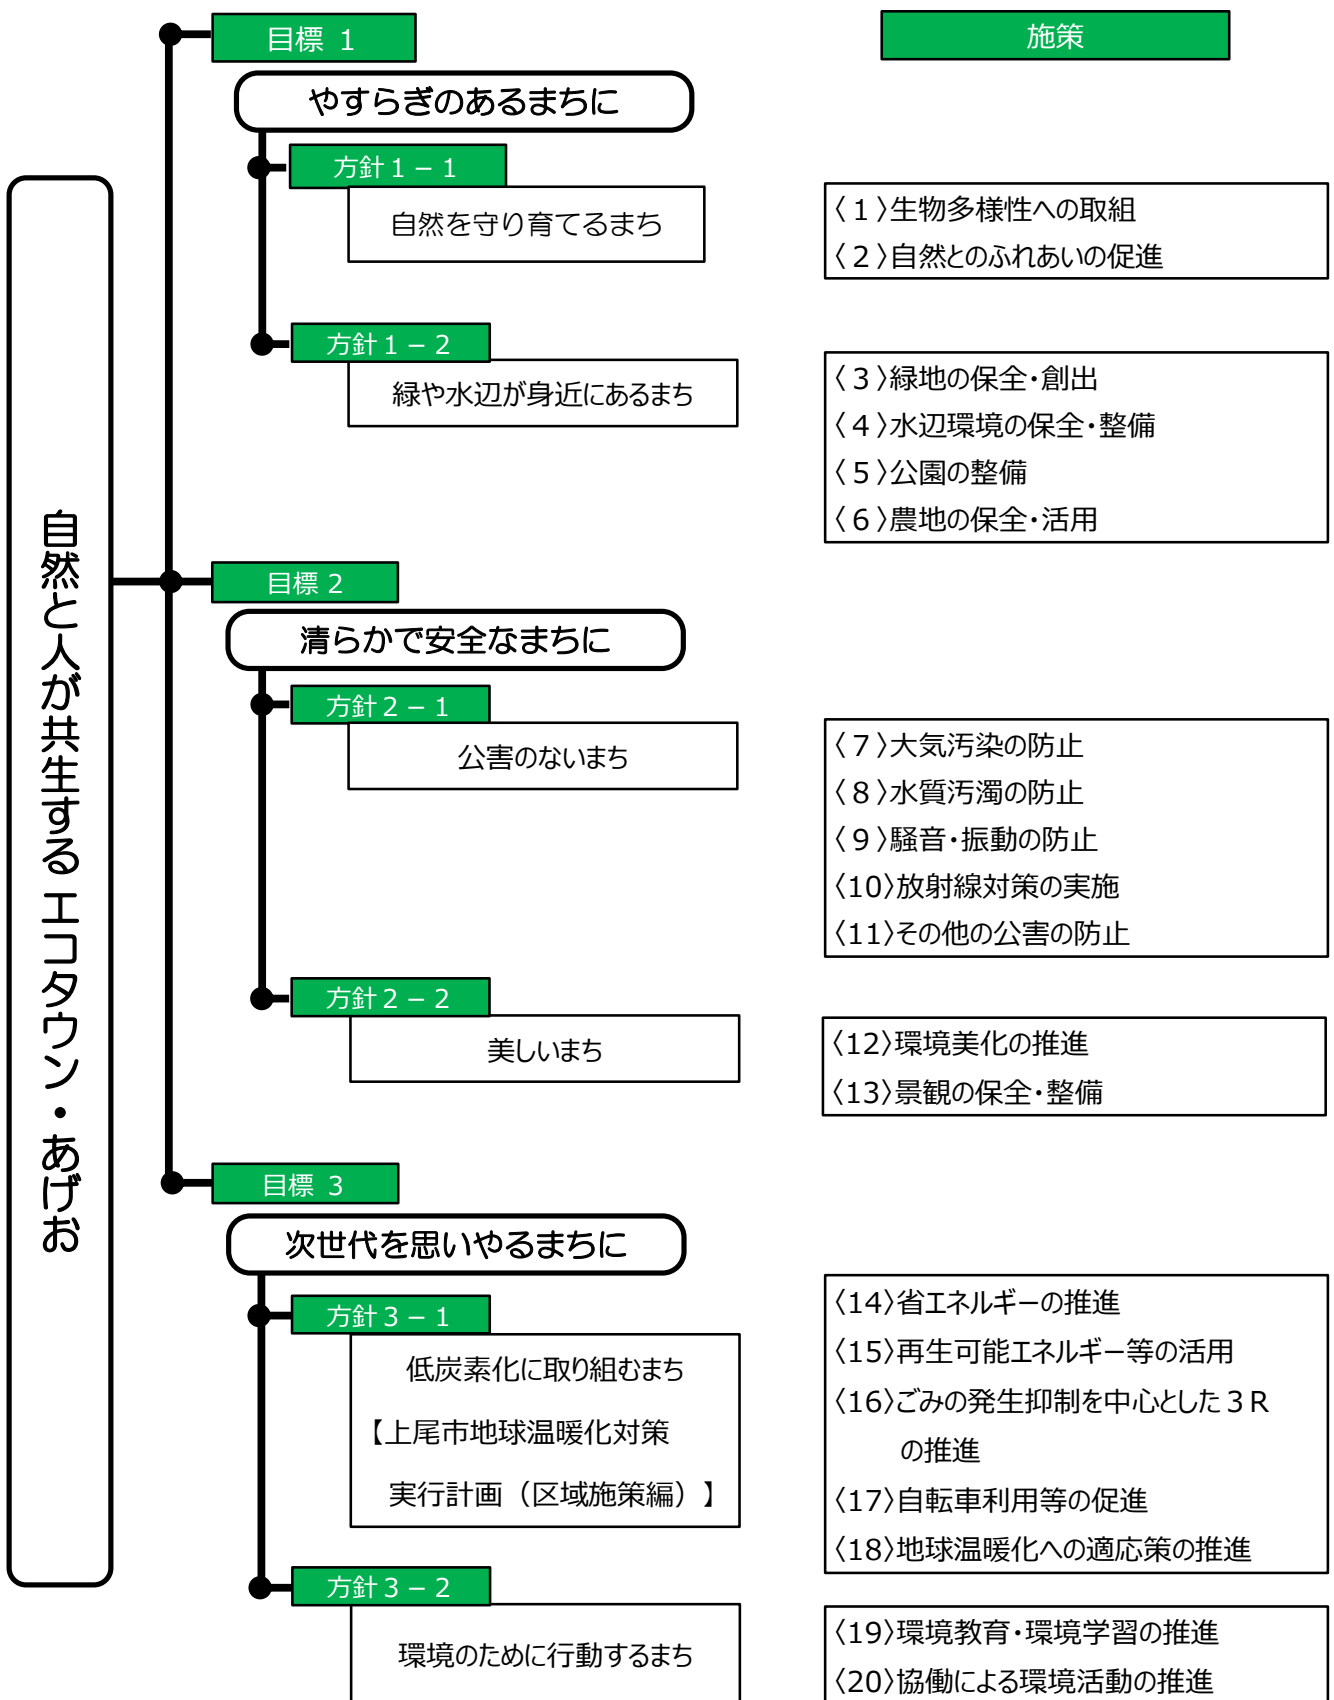 自然と人が共生する エコタウン・あげお
目標 1
施策
やすらぎのあるまちに
方針１－１
自然を守り育てるまち
〈１〉生物多様性への取組
〈２〉自然とのふれあいの促進
方針１－２
緑や水辺が身近にあるまち
〈３〉緑地の保全・創出
〈４〉水辺環境の保全・整備
〈５〉公園の整備
〈６〉農地の保全・活用
目標 2
清らかで安全なまちに
方針２－１
公害のないまち
〈７〉大気汚染の防止
〈８〉水質汚濁の防止
〈９〉騒音・振動の防止
〈10〉放射線対策の実施
〈11〉その他の公害の防止
方針２－２
美しいまち
〈12〉環境美化の推進
〈13〉景観の保全・整備
目標 3
次世代を思いやるまちに
方針３－１
低炭素化に取り組むまち
【上尾市地球温暖化対策
実行計画（区域施策編）】
〈14〉省エネルギーの推進
〈15〉再生可能エネルギー等の活用
〈16〉ごみの発生抑制を中心とした３Ｒ
の推進
〈17〉自転車利用等の促進
〈18〉地球温暖化への適応策の推進
方針３－２
環境のために行動するまち
〈19〉環境教育・環境学習の推進
〈20〉協働による環境活動の推進